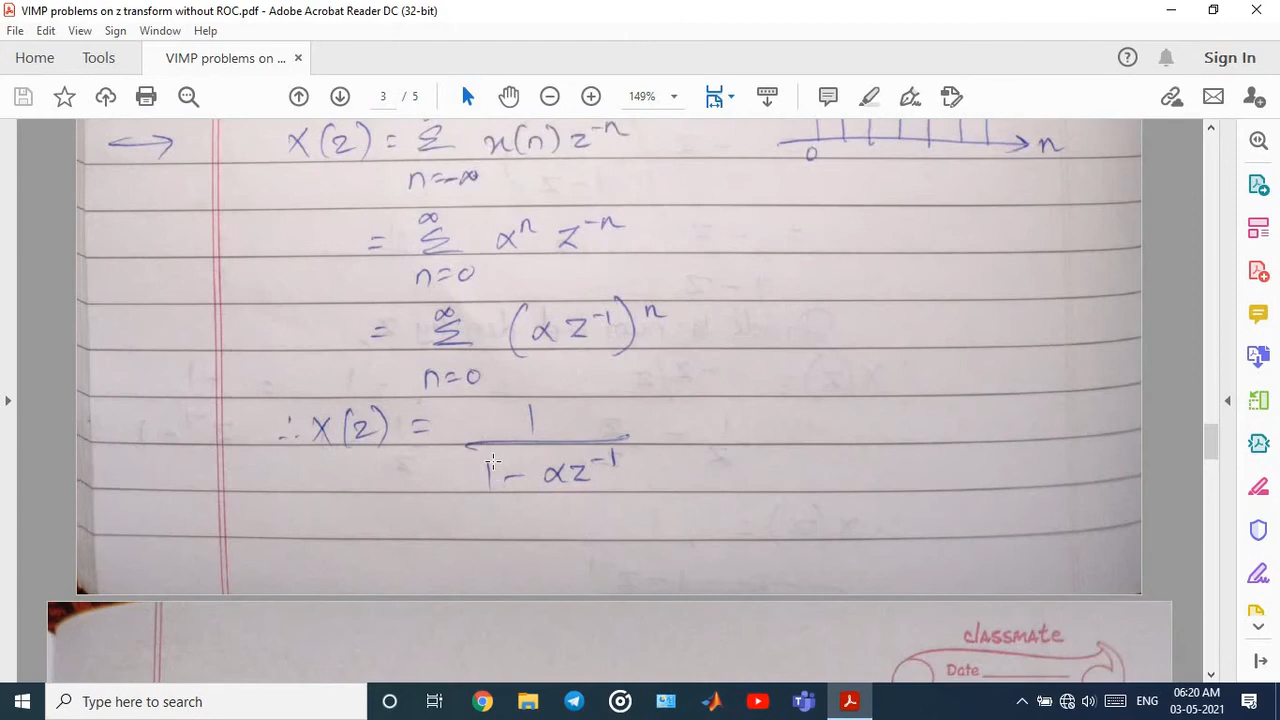 VIMP problems on z transform without ROC.pdf - Adobe Acrobat Reader DC (32-bit)
File Edit View Sign Window Help
Home Tools VIMP problems on ... × Sign In
3 / 5 149%
X(z) = Σ x(n) z⁻ⁿ
n=-∞
0 n
∞
= Σ αⁿ z⁻ⁿ
n=0
∞
= Σ (αz⁻¹)ⁿ
n=0
∴ X(z) = 1
1 - αz⁻¹
classmate
Date
Type here to search
ENG 06:20 AM
03-05-2021